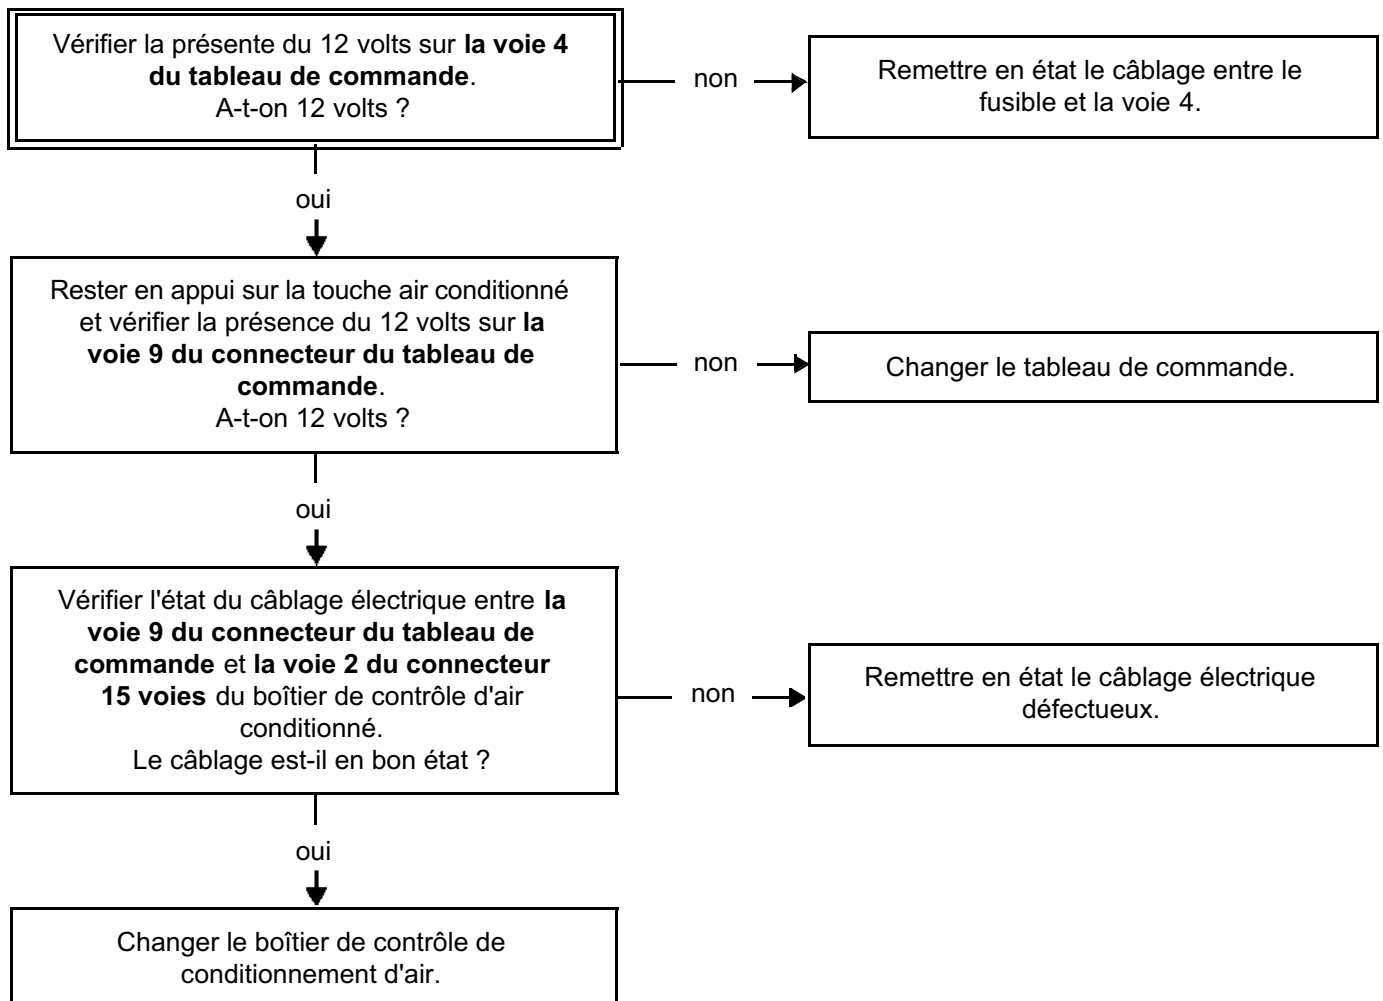 Vérifier la présente du 12 volts sur la voie 4
du tableau de commande.
A-t-on 12 volts ?
non
Remettre en état le câblage entre le
fusible et la voie 4.
oui
Rester en appui sur la touche air conditionné
et vérifier la présence du 12 volts sur la
voie 9 du connecteur du tableau de
commande.
A-t-on 12 volts ?
non
Changer le tableau de commande.
oui
Vérifier l'état du câblage électrique entre la
voie 9 du connecteur du tableau de
commande et la voie 2 du connecteur
15 voies du boîtier de contrôle d'air
conditionné.
Le câblage est-il en bon état ?
non
Remettre en état le câblage électrique
défectueux.
oui
Changer le boîtier de contrôle de
conditionnement d'air.